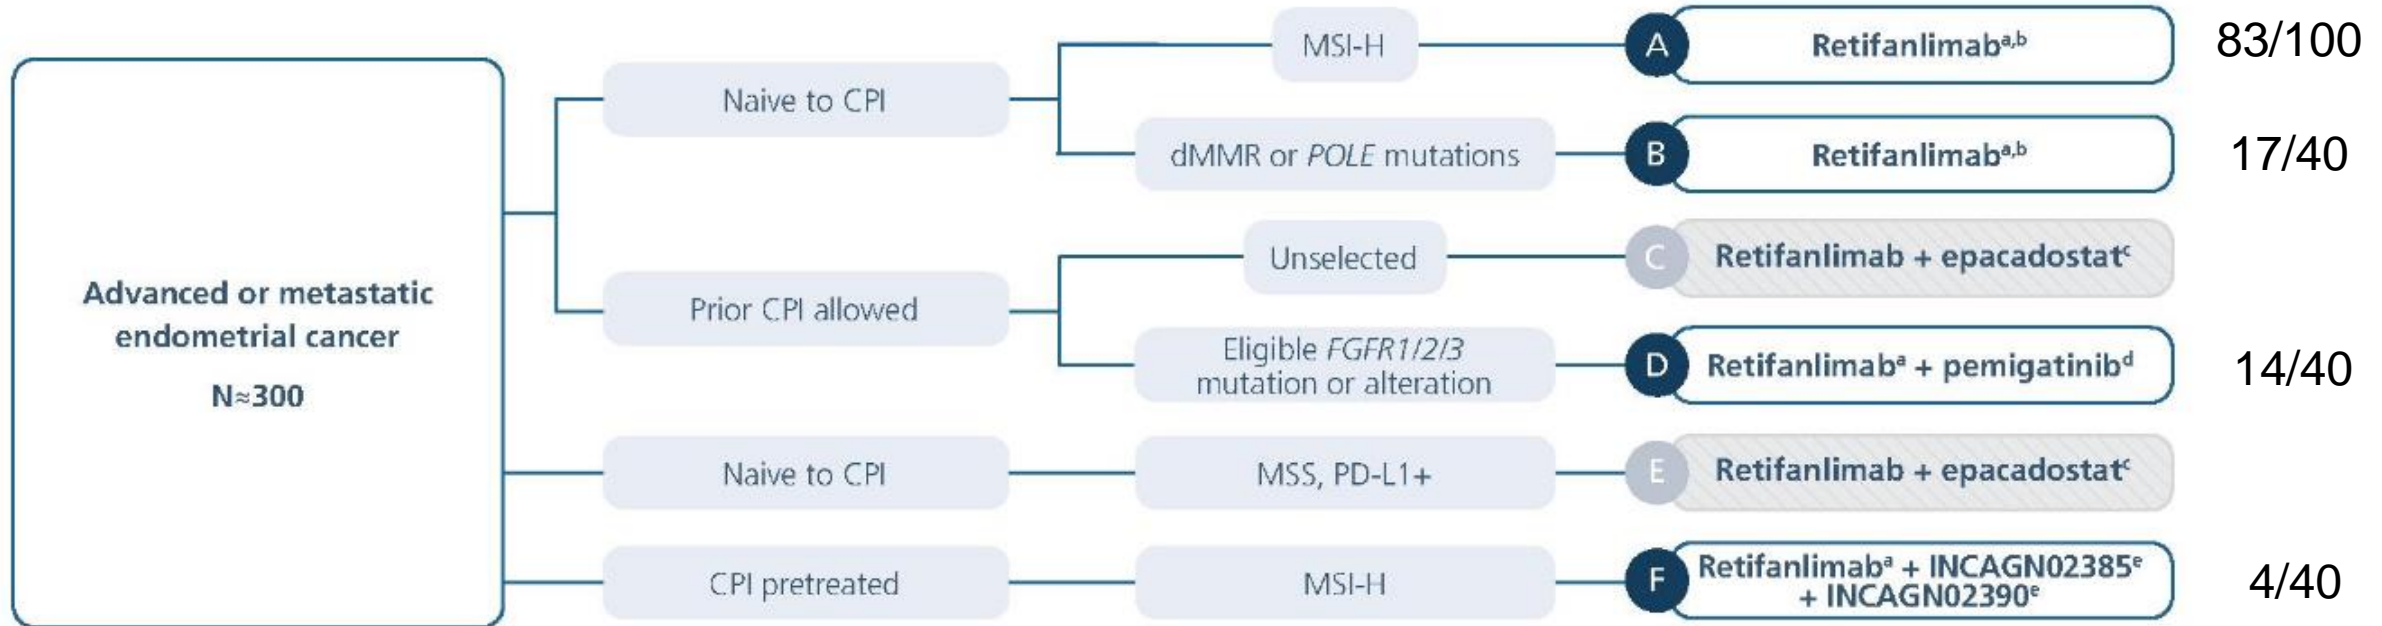 Advanced or metastatic
endometrial cancer
N≈300
Naive to CPI
MSI-H
A
Retifanlimabᵃ,ᵇ
83/100
dMMR or POLE mutations
B
Retifanlimabᵃ,ᵇ
17/40
Prior CPI allowed
Unselected
C
Retifanlimab + epacadostatᶜ
Eligible FGFR1/2/3
mutation or alteration
D
Retifanlimabᵃ + pemigatinibᵈ
14/40
Naive to CPI
MSS, PD-L1+
E
Retifanlimab + epacadostatᶜ
CPI pretreated
MSI-H
F
Retifanlimabᵃ + INCAGN02385ᵉ
+ INCAGN02390ᵉ
4/40